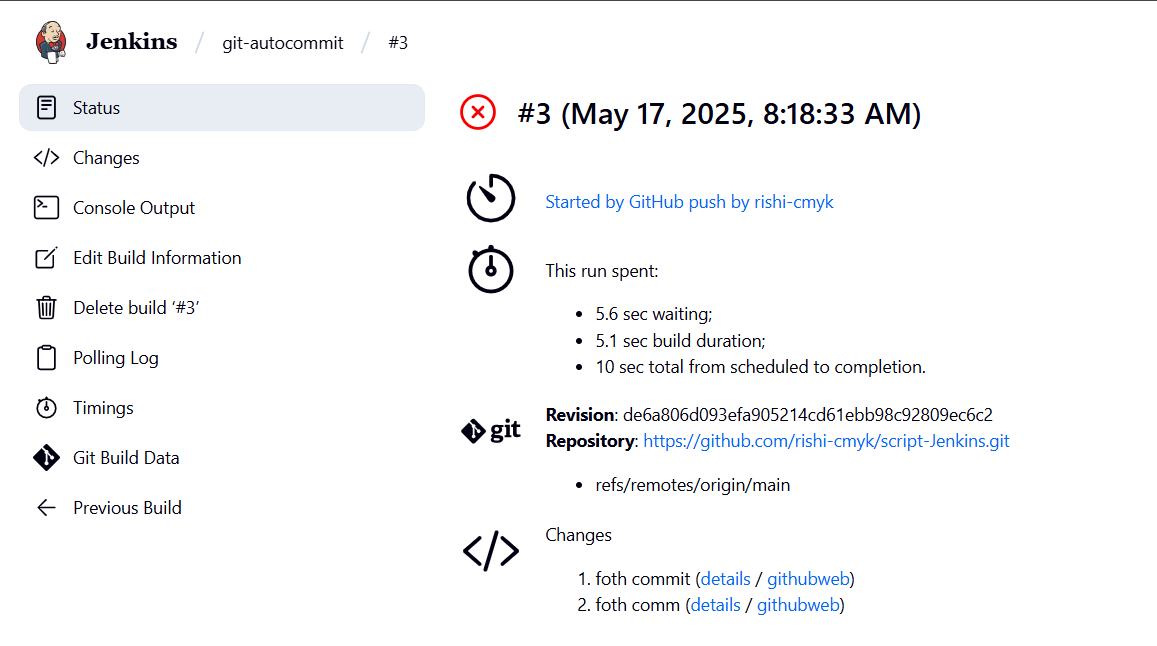 Jenkins / git-autocommit / #3
Status
Changes
Console Output
Edit Build Information
Delete build ‘#3’
Polling Log
Timings
Git Build Data
Previous Build
#3 (May 17, 2025, 8:18:33 AM)
Started by GitHub push by rishi-cmyk
This run spent:
• 5.6 sec waiting;
• 5.1 sec build duration;
• 10 sec total from scheduled to completion.
git
Revision: de6a806d093efa905214cd61ebb98c92809ec6c2
Repository: https://github.com/rishi-cmyk/script-Jenkins.git
• refs/remotes/origin/main
Changes
1. foth commit (details / githubweb)
2. foth comm (details / githubweb)